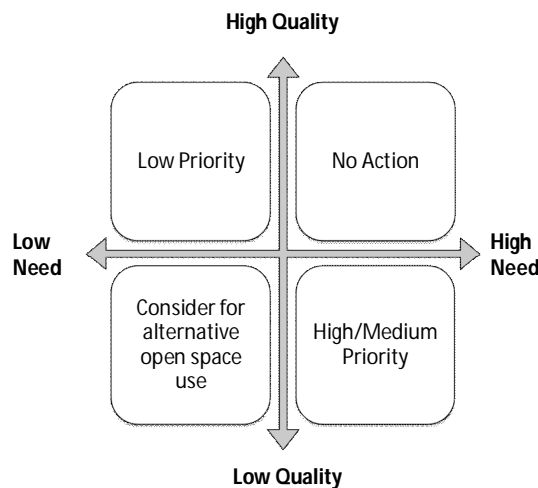 High Quality
Low Priority
No Action
Low
Need
High
Need
Consider for
alternative
open space
use
High/Medium
Priority
Low Quality